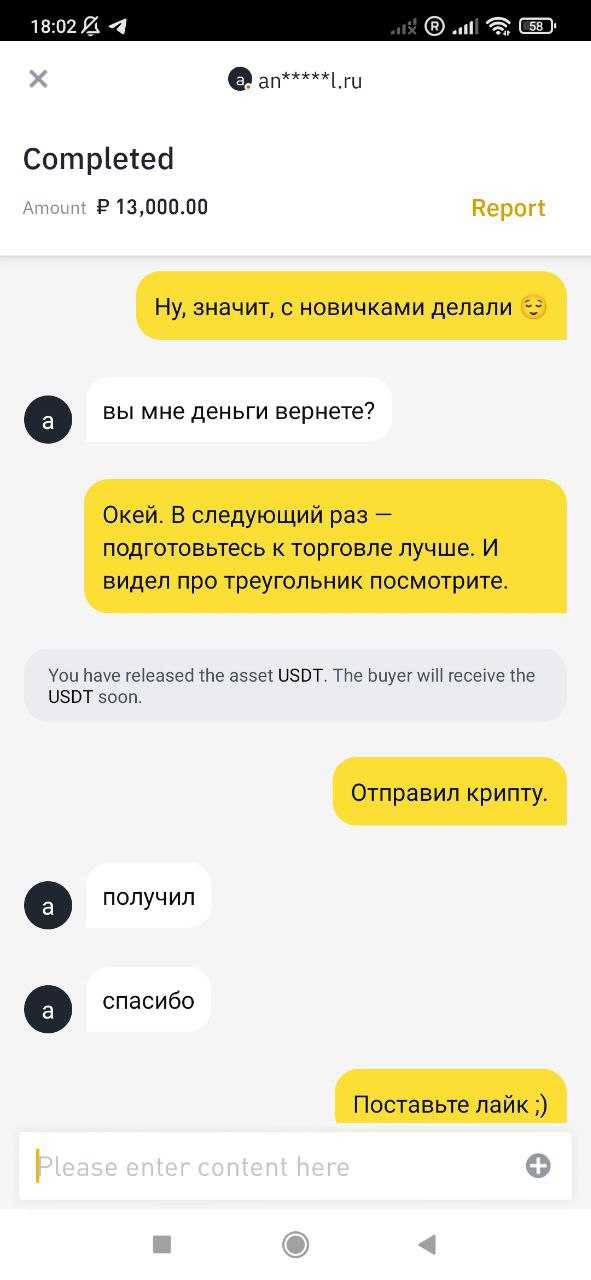 18:02
R
58
a
an*****l.ru
Completed
Amount ₽ 13,000.00
Report
Ну, значит, с новичками делали 😌
a
вы мне деньги вернете?
Окей. В следующий раз —
подготовьтесь к торговле лучше. И
видел про треугольник посмотрите.
You have released the asset USDT. The buyer will receive the
USDT soon.
Отправил крипту.
a
получил
a
спасибо
Поставьте лайк ;)
Please enter content here